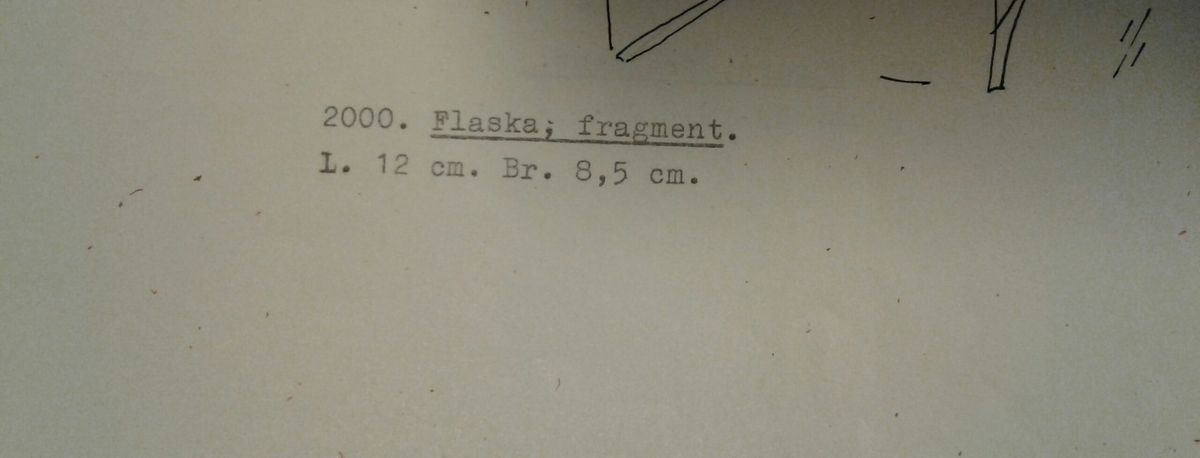 2000. Flaska; fragment.
L. 12 cm. Br. 8,5 cm.